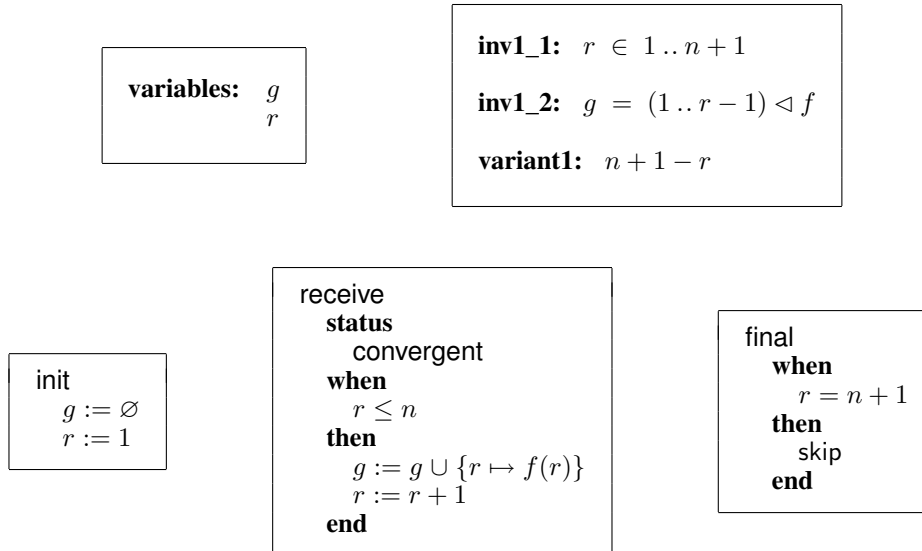 variables: g
r
inv1_1: r ∈ 1 .. n + 1
inv1_2: g = (1 .. r − 1) ◁ f
variant1: n + 1 − r
init
g := ∅
r := 1
receive
status
convergent
when
r ≤ n
then
g := g ∪ {r ↦ f(r)}
r := r + 1
end
final
when
r = n + 1
then
skip
end